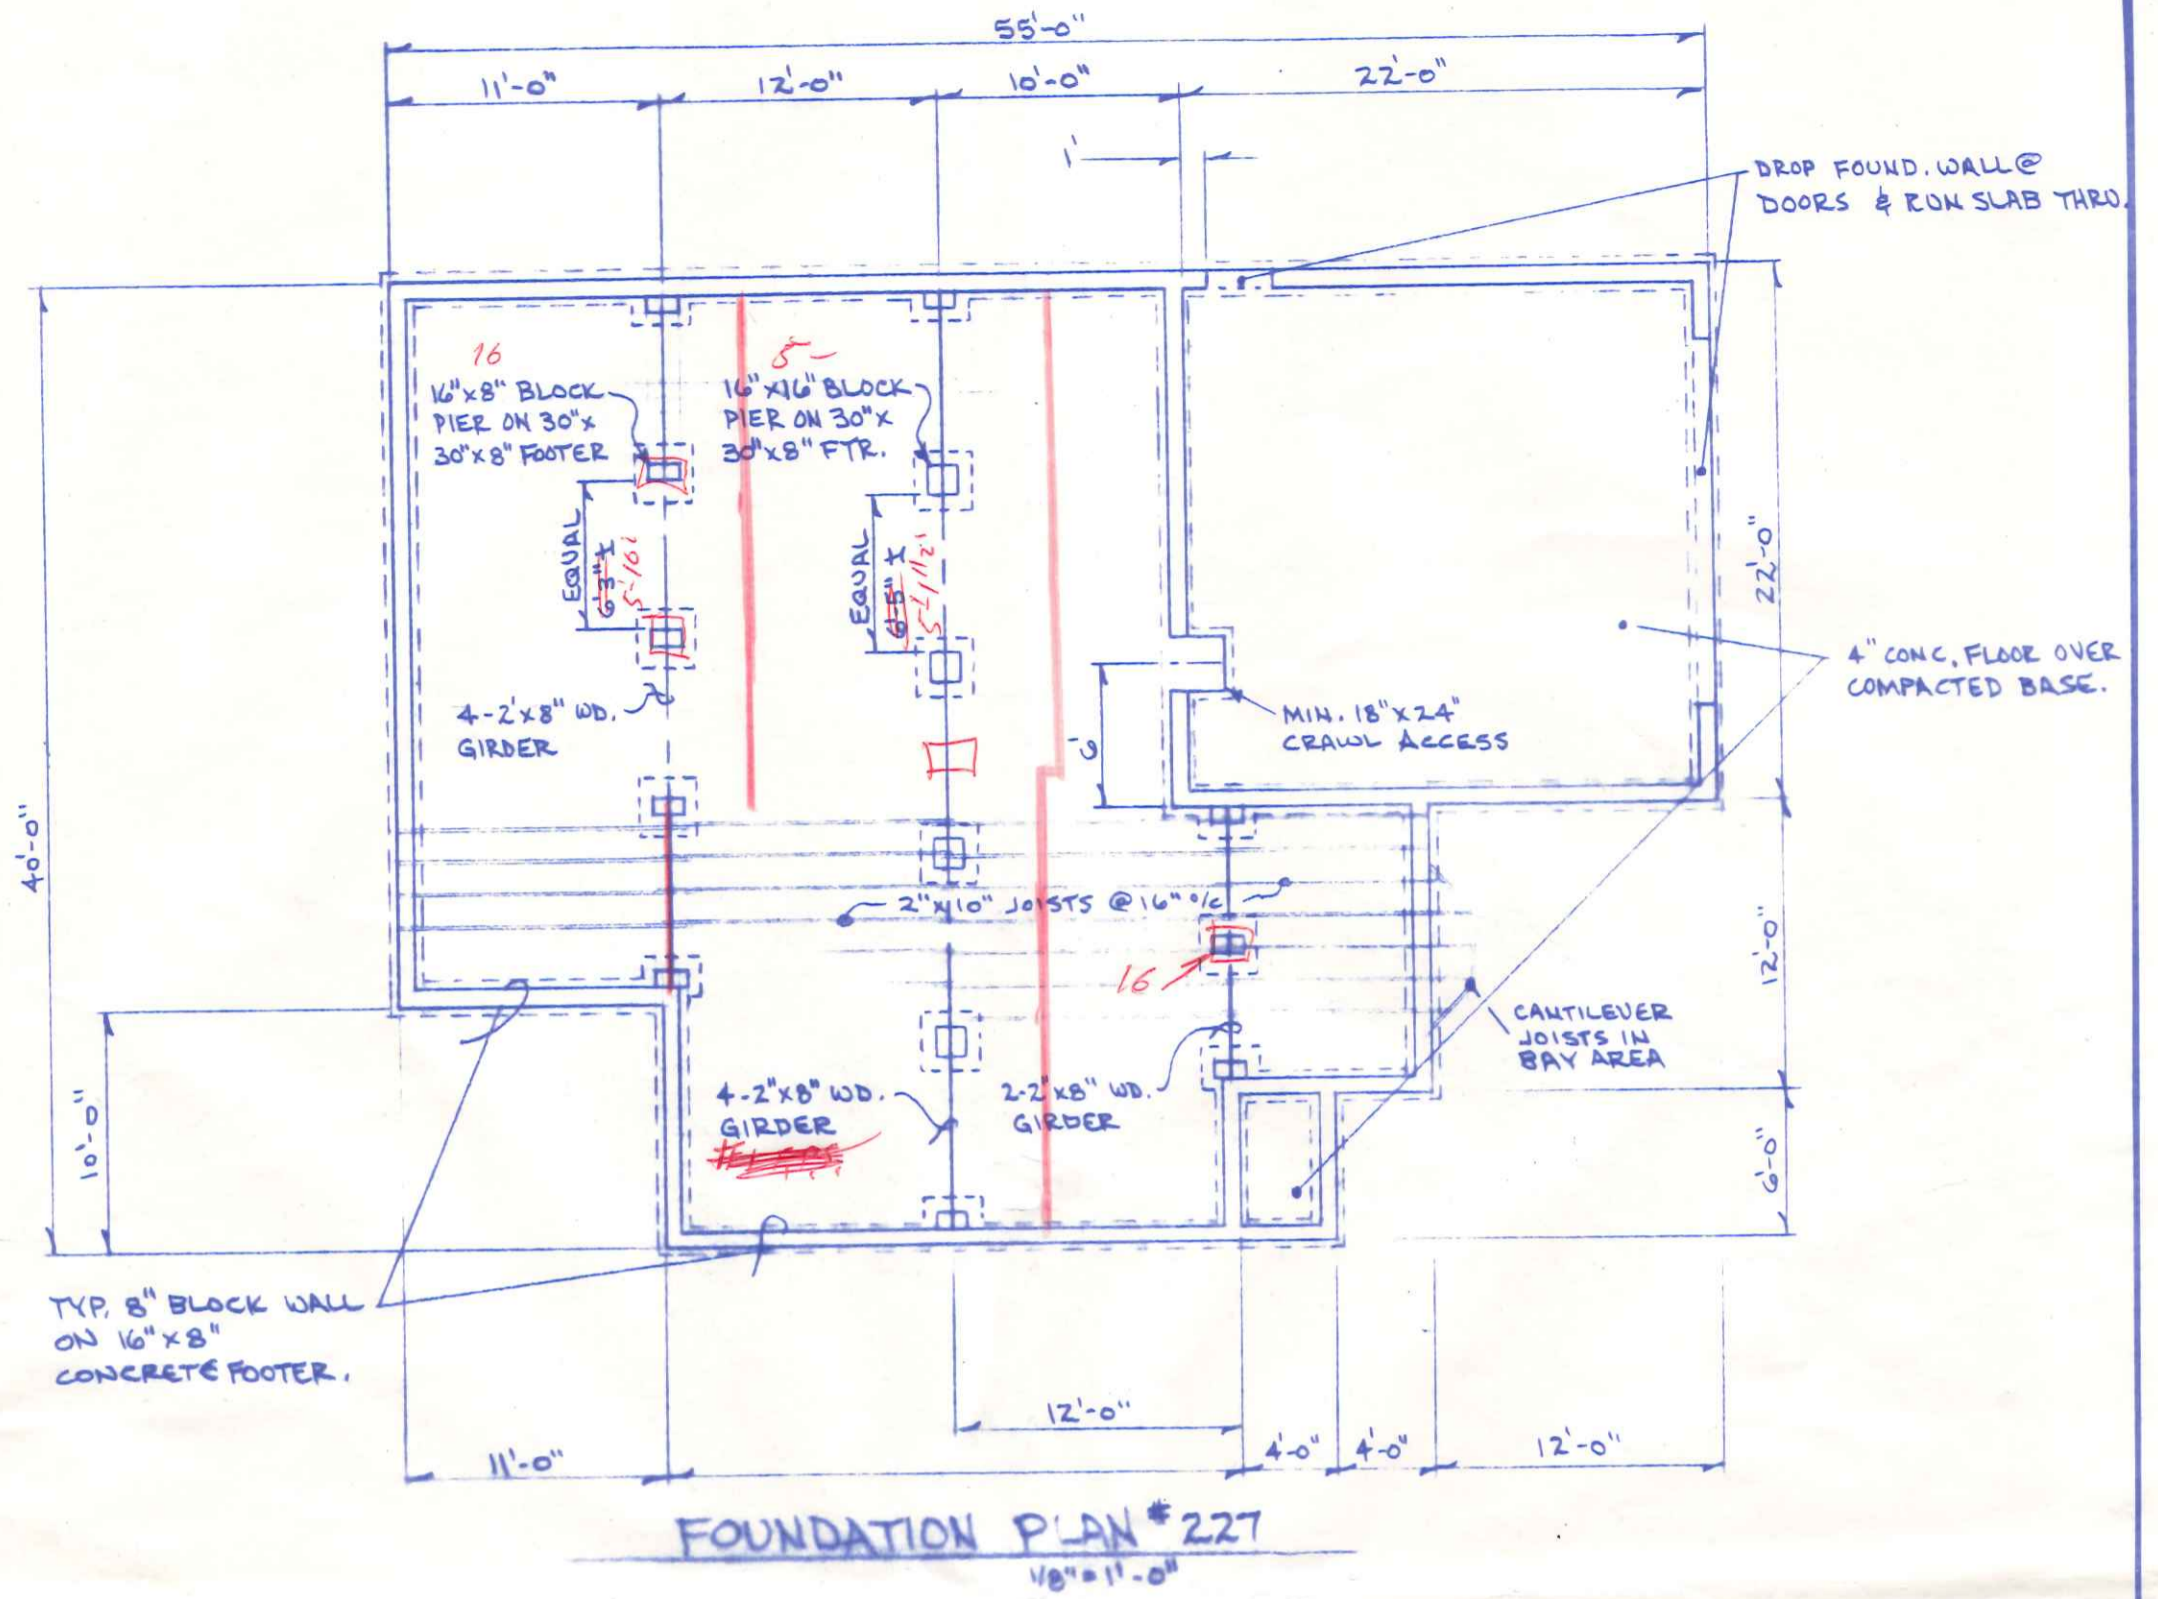 55'-0"
11'-0"
12'-0"
10'-0"
22'-0"
1'
DROP FOUND. WALL @
DOORS & RUN SLAB THRU.
16
16"x8" BLOCK
PIER ON 30"x
30"x8" FOOTER
5-
16"x16" BLOCK
PIER ON 30"x
30"x8" FTR.
EQUAL
6'-3" ±
EQUAL
6'-5" ±
22'-0"
4" CONC. FLOOR OVER
COMPACTED BASE.
4-2"x8" WD.
GIRDER
MIN. 18"x24"
CRAWL ACCESS
40'-0"
2"x10" JOISTS @ 16" o/c
12'-0"
16
CANTILEVER
JOISTS IN
BAY AREA
4-2"x8" WD.
GIRDER
2-2"x8" WD.
GIRDER
10'-0"
6'-0"
TYP. 8" BLOCK WALL
ON 16"x8"
CONCRETE FOOTER.
12'-0"
11'-0"
4'-0"
4'-0"
12'-0"
FOUNDATION PLAN #227
1/8"=1'-0"